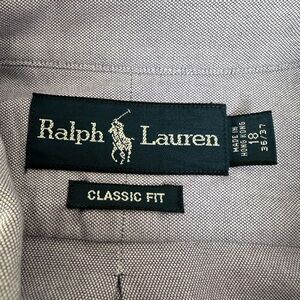 Ralph Lauren
MADE IN
HONG KONG
18
36/37
CLASSIC FIT